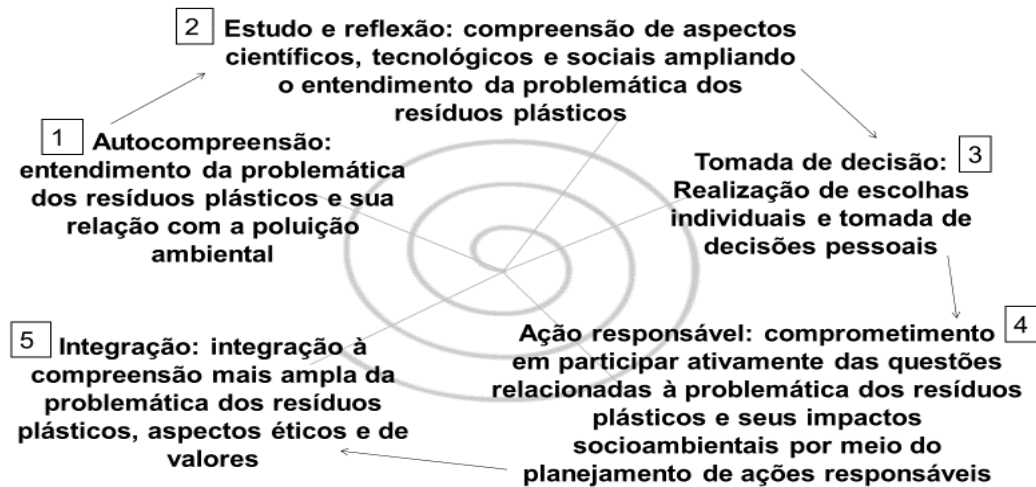 1
Autocompreensão:
entendimento da problemática
dos resíduos plásticos e sua
relação com a poluição
ambiental
2
Estudo e reflexão: compreensão de aspectos
científicos, tecnológicos e sociais ampliando
o entendimento da problemática dos
resíduos plásticos
3
Tomada de decisão:
Realização de escolhas
individuais e tomada de
decisões pessoais
4
Ação responsável: comprometimento
em participar ativamente das questões
relacionadas à problemática dos resíduos
plásticos e seus impactos
socioambientais por meio do
planejamento de ações responsáveis
5
Integração: integração à
compreensão mais ampla da
problemática dos resíduos
plásticos, aspectos éticos e de
valores